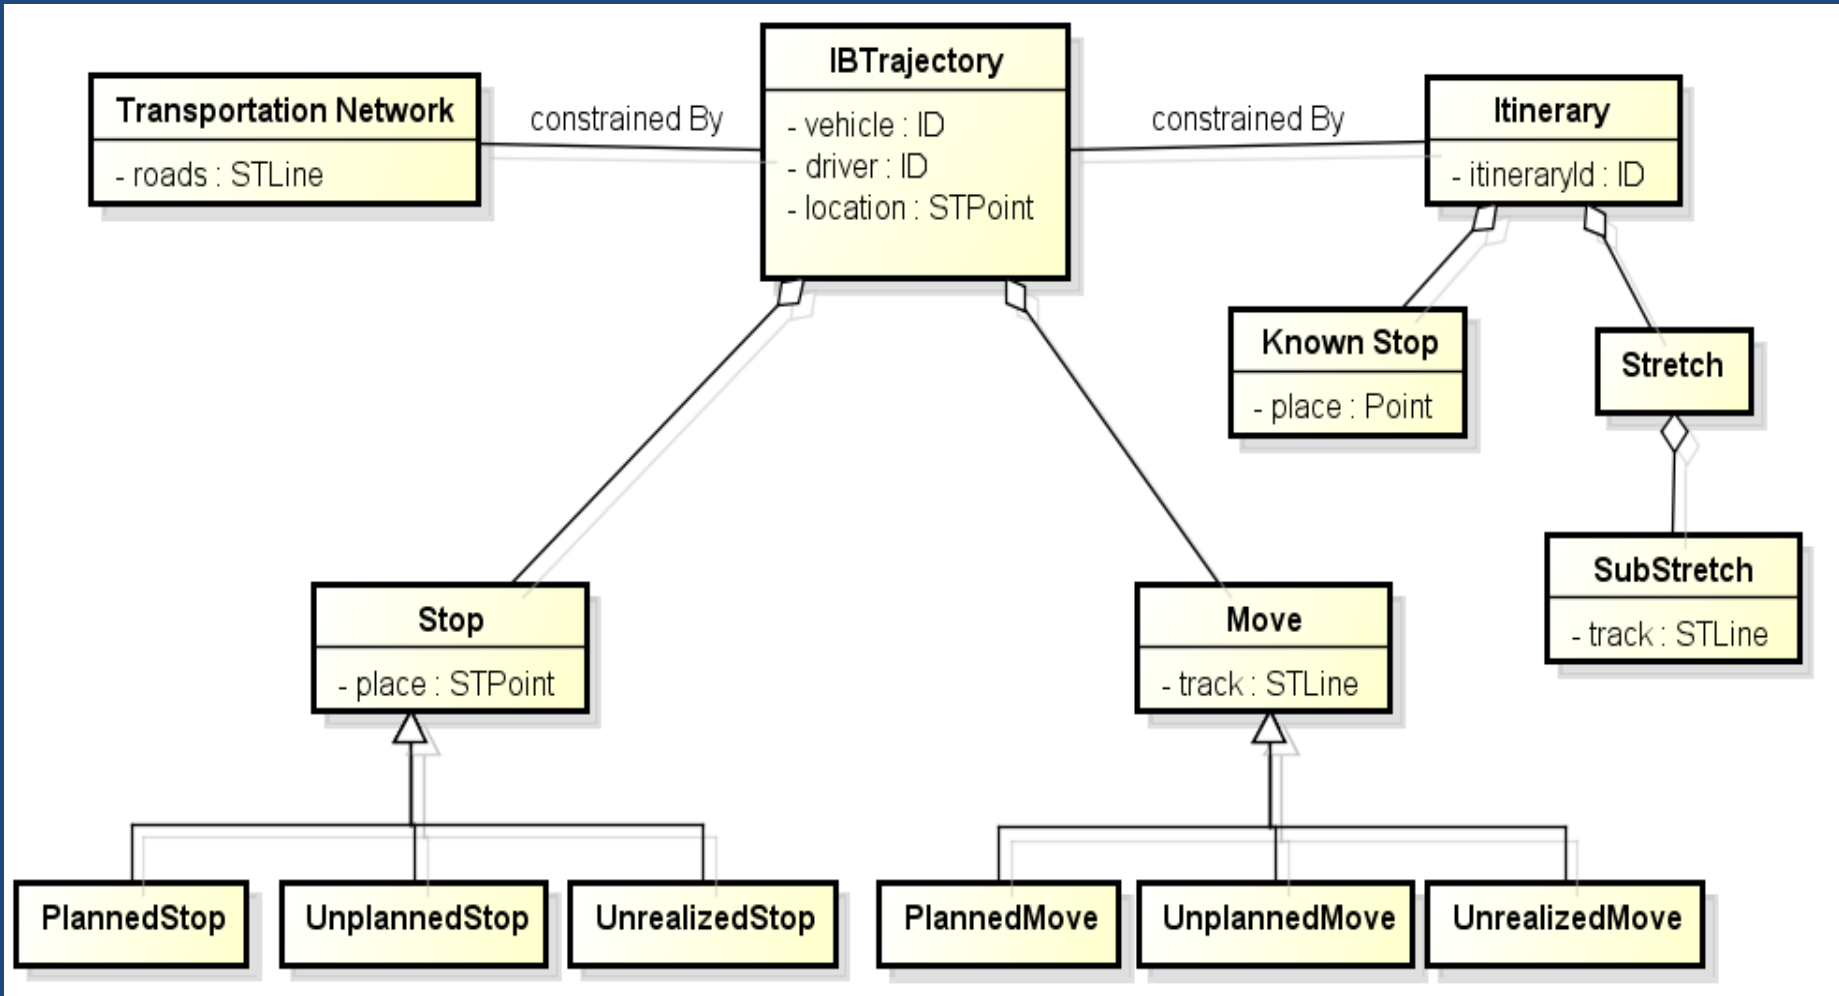 IBTrajectory
- vehicle : ID
- driver : ID
- location : STPoint
Transportation Network
- roads : STLine
constrained By
constrained By
Itinerary
- itineraryId : ID
Known Stop
- place : Point
Stretch
SubStretch
- track : STLine
Stop
- place : STPoint
Move
- track : STLine
PlannedStop
UnplannedStop
UnrealizedStop
PlannedMove
UnplannedMove
UnrealizedMove